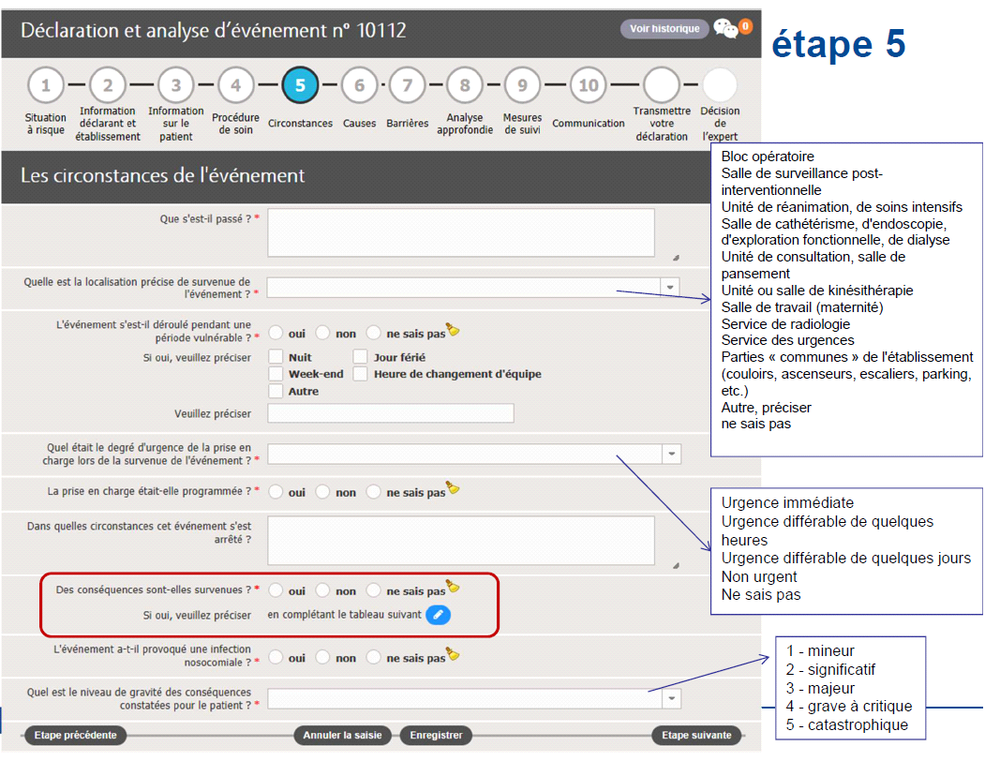 Déclaration et analyse d'événement n° 10112
Voir historique
0
étape 5
1
2
3
4
5
6
7
8
9
10
Situation
à risque
Information
déclarant et
établissement
Information
sur le
patient
Procédure
de soin
Circonstances
Causes
Barrières
Analyse
approfondie
Mesures
de suivi
Communication
Transmettre
votre
déclaration
Décision
de
l'expert
Les circonstances de l'événement
Que s'est-il passé ? *
Quelle est la localisation précise de survenue de
l'événement ? *
L'événement s'est-il déroulé pendant une
période vulnérable ? *
oui non ne sais pas
Si oui, veuillez préciser
Nuit Jour férié
Week-end Heure de changement d'équipe
Autre
Veuillez préciser
Quel était le degré d'urgence de la prise en
charge lors de la survenue de l'événement ? *
La prise en charge était-elle programmée ? * oui non ne sais pas
Dans quelles circonstances cet événement s'est
arrêté ?
Des conséquences sont-elles survenues ? * oui non ne sais pas
Si oui, veuillez préciser en complétant le tableau suivant
L'événement a-t-il provoqué une infection
nosocomiale ? *
oui non ne sais pas
Quel est le niveau de gravité des conséquences
constatées pour le patient ? *
Etape précédente
Annuler la saisie
Enregistrer
Etape suivante
Bloc opératoire
Salle de surveillance post-
interventionnelle
Unité de réanimation, de soins intensifs
Salle de cathétérisme, d'endoscopie,
d'exploration fonctionnelle, de dialyse
Unité de consultation, salle de
pansement
Unité ou salle de kinésithérapie
Salle de travail (maternité)
Service de radiologie
Service des urgences
Parties « communes » de l'établissement
(couloirs, ascenseurs, escaliers, parking,
etc.)
Autre, préciser
ne sais pas
Urgence immédiate
Urgence différable de quelques
heures
Urgence différable de quelques jours
Non urgent
Ne sais pas
1 - mineur
2 - significatif
3 - majeur
4 - grave à critique
5 - catastrophique